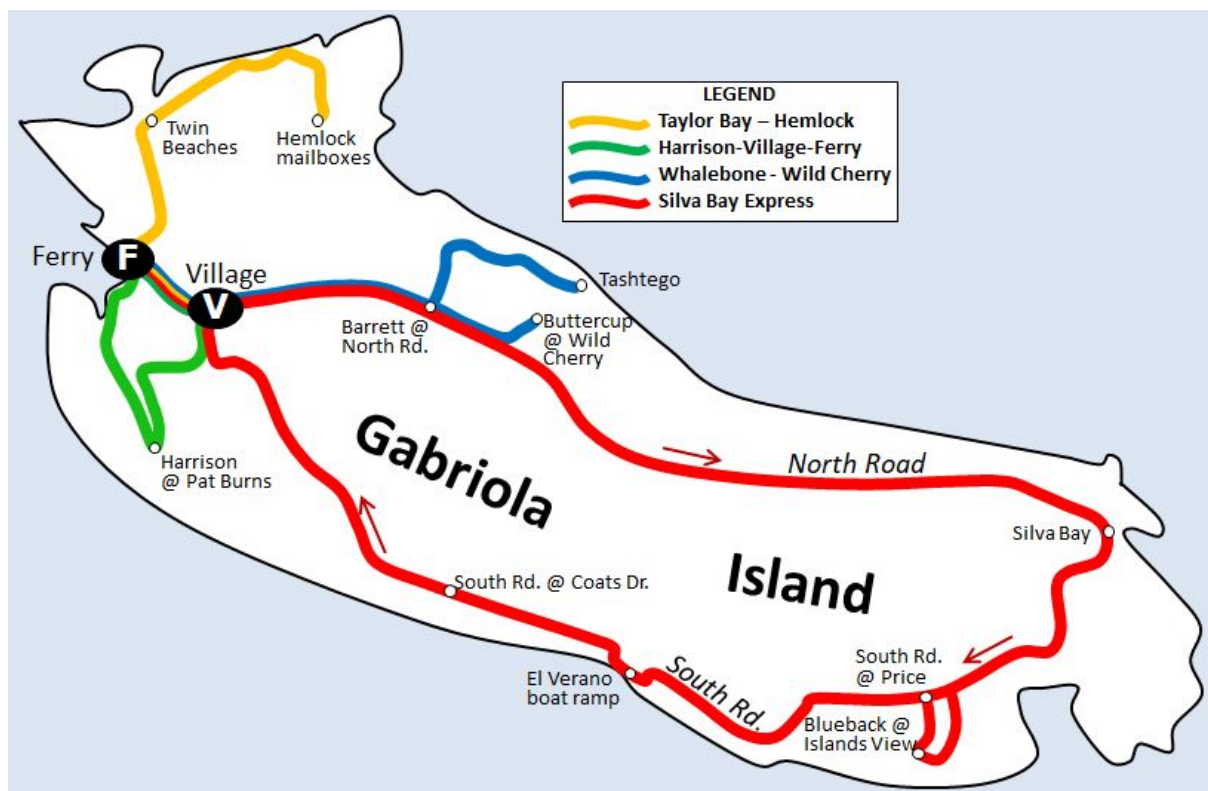 LEGEND
Taylor Bay – Hemlock
Harrison-Village-Ferry
Whalebone - Wild Cherry
Silva Bay Express
Twin
Beaches
Hemlock
mailboxes
Ferry
F
Village
V
Tashtego
Barrett @
North Rd.
Buttercup
@ Wild
Cherry
Harrison
@ Pat Burns
Gabriola
Island
North Road
Silva Bay
South Rd. @ Coats Dr.
El Verano
boat ramp
South Rd.
South Rd.
@ Price
Blueback @
Islands View